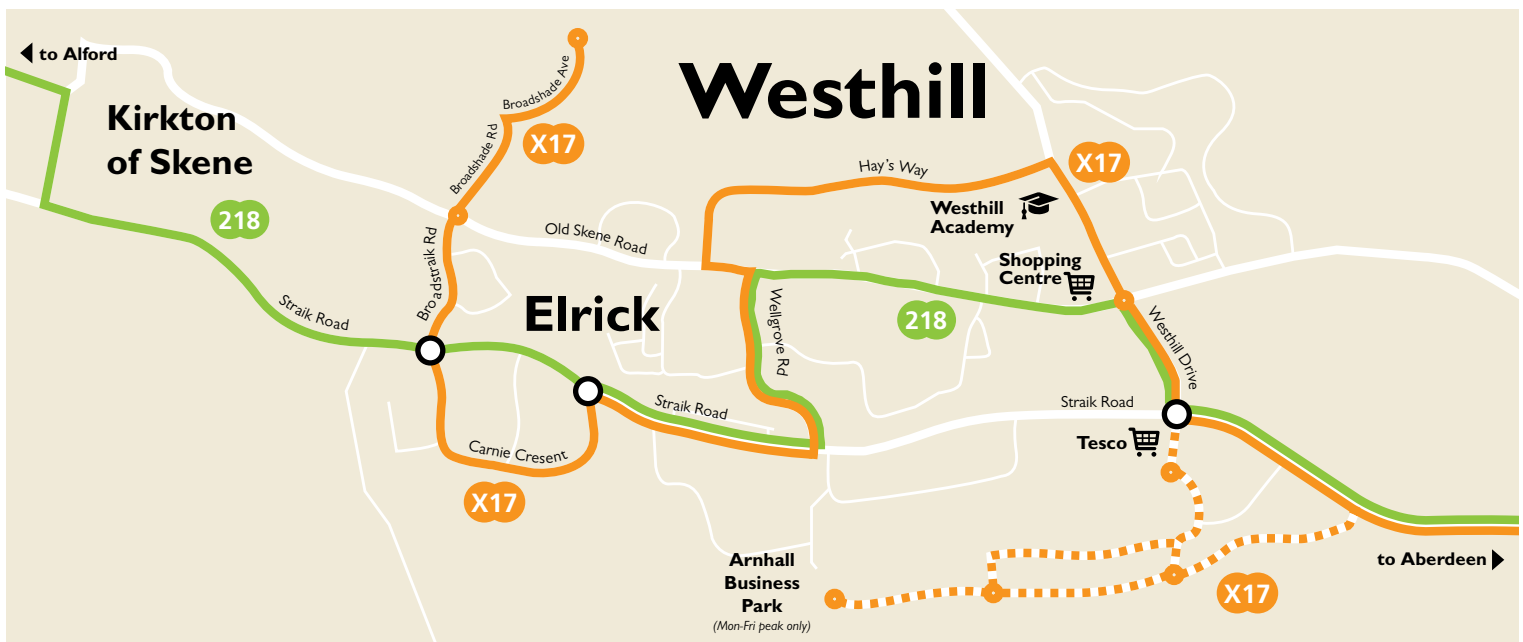 to Alford
Kirkton
of Skene
218
Straik Road
Broadshade Ave
Broadshade Rd
X17
Broadstraik Rd
Old Skene Road
Elrick
Carnie Cresent
X17
Straik Road
Westhill
Hay's Way
X17
Westhill
Academy
Shopping
Centre
218
Wellgrove Rd
Westhill Drive
Straik Road
Tesco
Arnhall
Business
Park
(Mon-Fri peak only)
X17
to Aberdeen